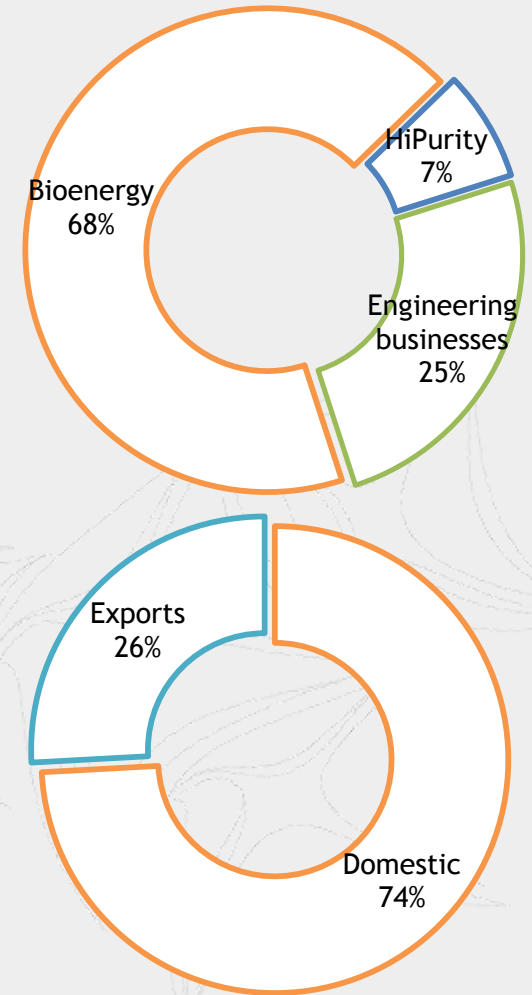 HiPurity
7%
Bioenergy
68%
Engineering
businesses
25%
Exports
26%
Domestic
74%